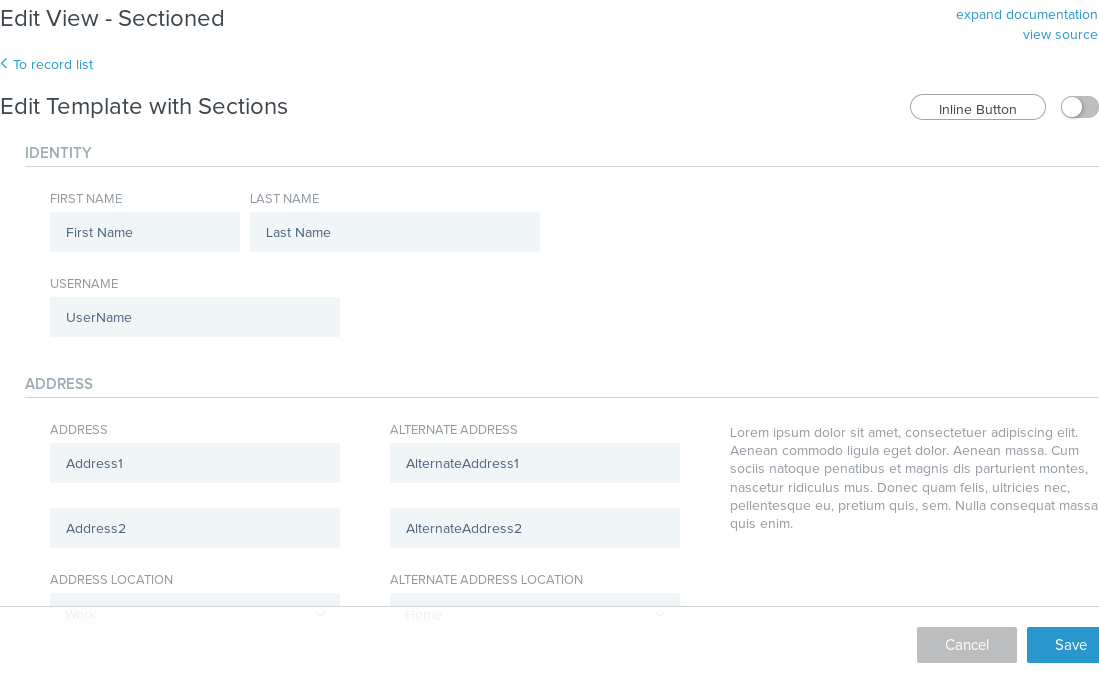 Edit View - Sectioned
expand documentation
view source
To record list
Edit Template with Sections
Inline Button
IDENTITY
FIRST NAME
LAST NAME
First Name
Last Name
USERNAME
UserName
ADDRESS
ADDRESS
ALTERNATE ADDRESS
Address1
AlternateAddress1
Lorem ipsum dolor sit amet, consectetuer adipiscing elit.
Aenean commodo ligula eget dolor. Aenean massa. Cum
sociis natoque penatibus et magnis dis parturient montes,
nascetur ridiculus mus. Donec quam felis, ultricies nec,
pellentesque eu, pretium quis, sem. Nulla consequat massa
quis enim.
Address2
AlternateAddress2
ADDRESS LOCATION
ALTERNATE ADDRESS LOCATION
Work
Home
Cancel
Save